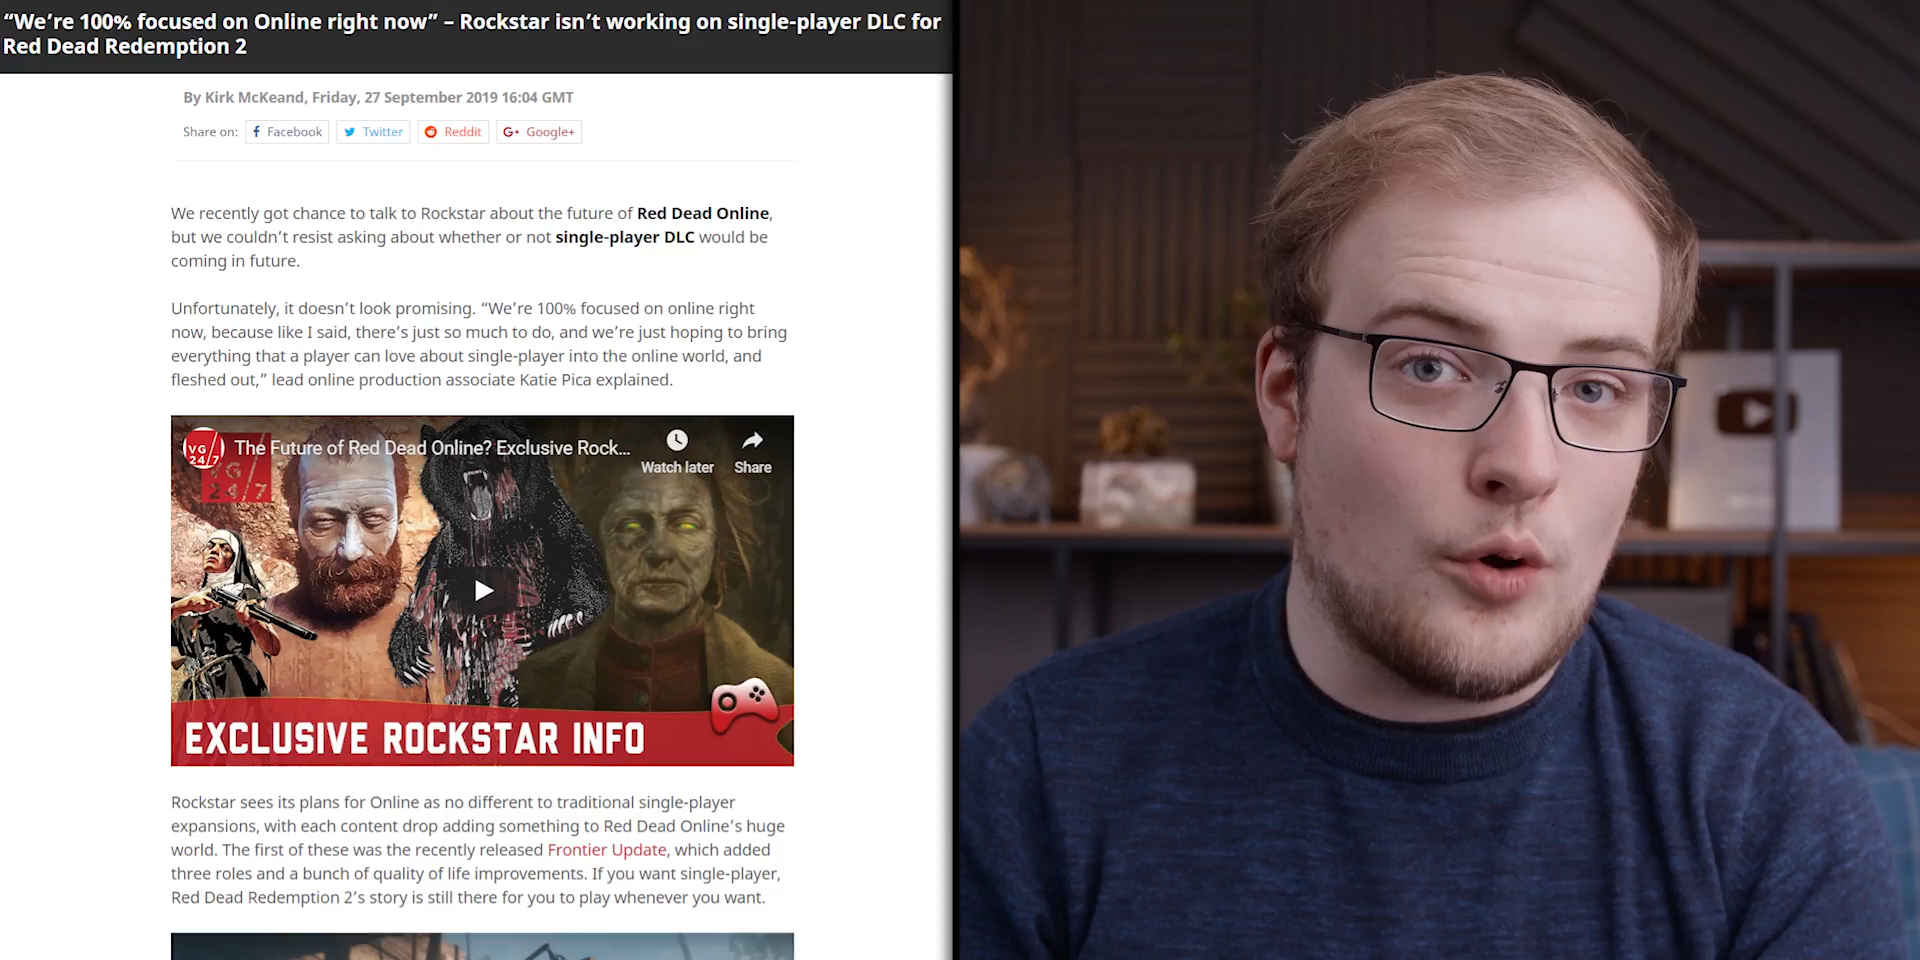 “We’re 100% focused on Online right now” – Rockstar isn’t working on single-player DLC for
Red Dead Redemption 2
By Kirk McKeand, Friday, 27 September 2019 16:04 GMT
Share on: Facebook Twitter Reddit Google+
We recently got chance to talk to Rockstar about the future of Red Dead Online,
but we couldn’t resist asking about whether or not single-player DLC would be
coming in future.
Unfortunately, it doesn’t look promising. “We’re 100% focused on online right
now, because like I said, there’s just so much to do, and we’re just hoping to bring
everything that a player can love about single-player into the online world, and
fleshed out,” lead online production associate Katie Pica explained.
VG
24/7
The Future of Red Dead Online? Exclusive Rock...
Watch later
Share
VG
24/7
EXCLUSIVE ROCKSTAR INFO
Rockstar sees its plans for Online as no different to traditional single-player
expansions, with each content drop adding something to Red Dead Online’s huge
world. The first of these was the recently released Frontier Update, which added
three roles and a bunch of quality of life improvements. If you want single-player,
Red Dead Redemption 2’s story is still there for you to play whenever you want.